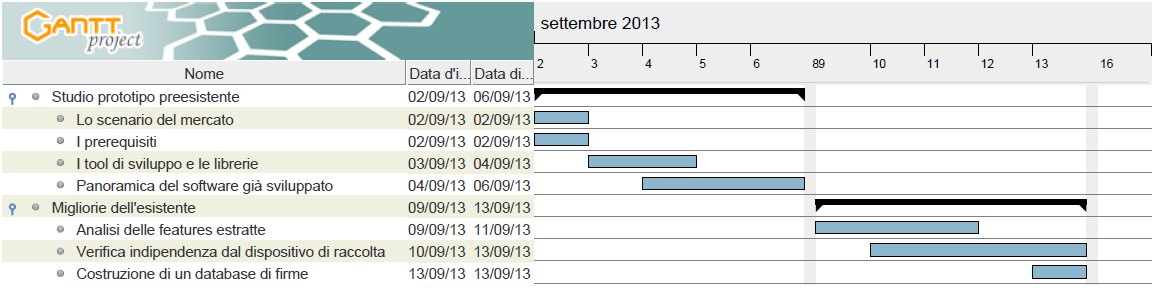 GANTT project
settembre 2013
2 3 4 5 6 89 10 11 12 13 16
Nome Data d'i... Data di...
Studio prototipo preesistente 02/09/13 06/09/13
Lo scenario del mercato 02/09/13 02/09/13
I prerequisiti 02/09/13 02/09/13
I tool di sviluppo e le librerie 03/09/13 04/09/13
Panoramica del software già sviluppato 04/09/13 06/09/13
Migliorie dell'esistente 09/09/13 13/09/13
Analisi delle features estratte 09/09/13 11/09/13
Verifica indipendenza dal dispositivo di raccolta 10/09/13 13/09/13
Costruzione di un database di firme 13/09/13 13/09/13